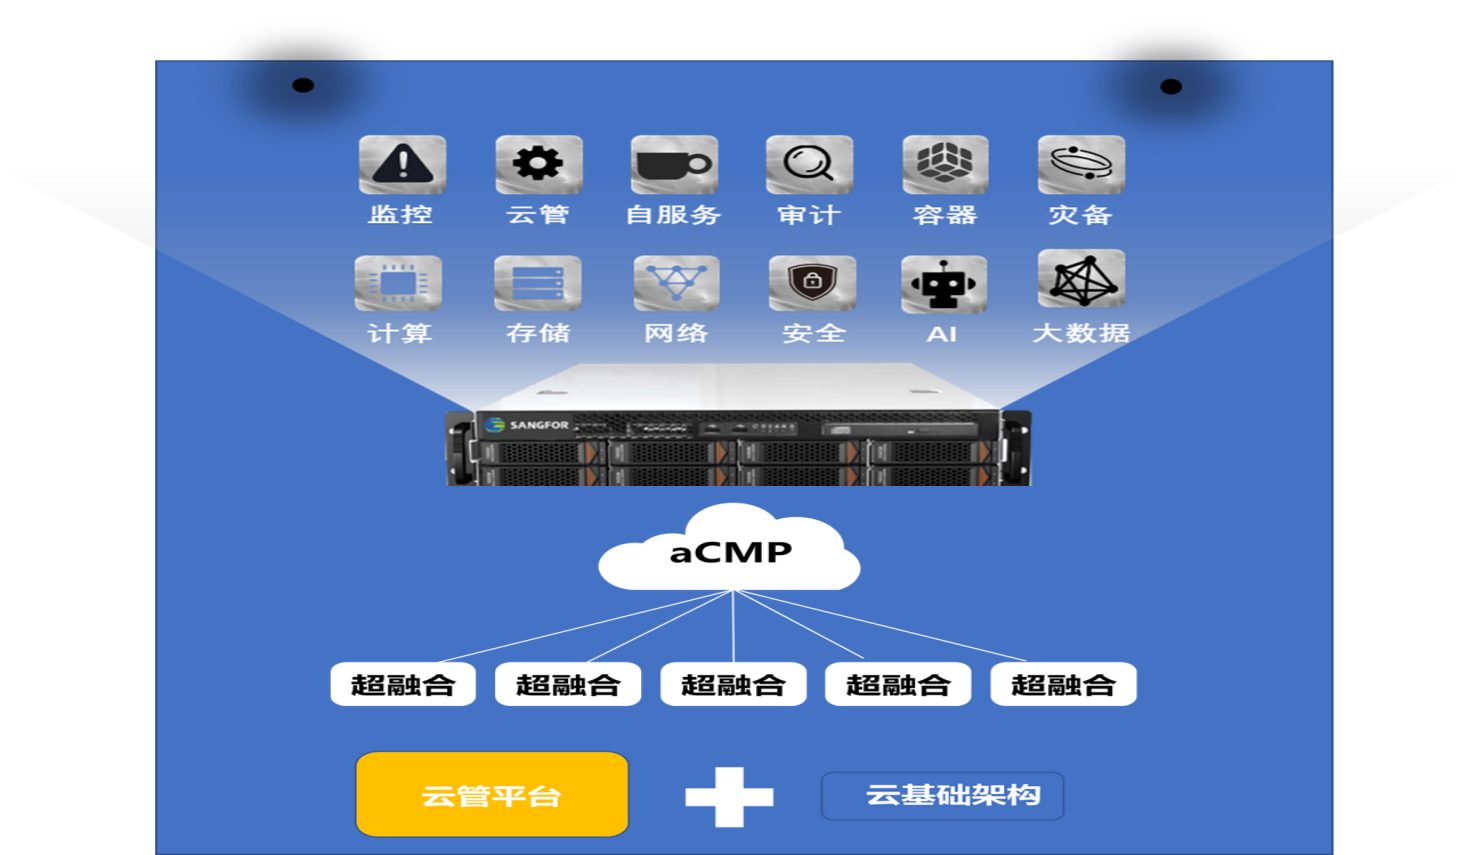 监控 云管 自服务 审计 容器 灾备
计算 存储 网络 安全 AI 大数据
SANGFOR
aCMP
超融合 超融合 超融合 超融合 超融合
云管平台 云基础架构